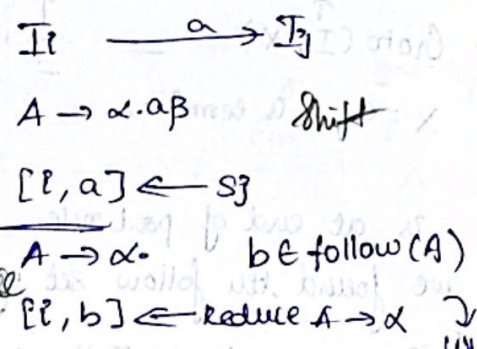 Ii —a→ Ij
A → α.aβ Shift
[i, a] ← Sj
A → α. b ∈ follow(A)
[i, b] ← Reduce A → α